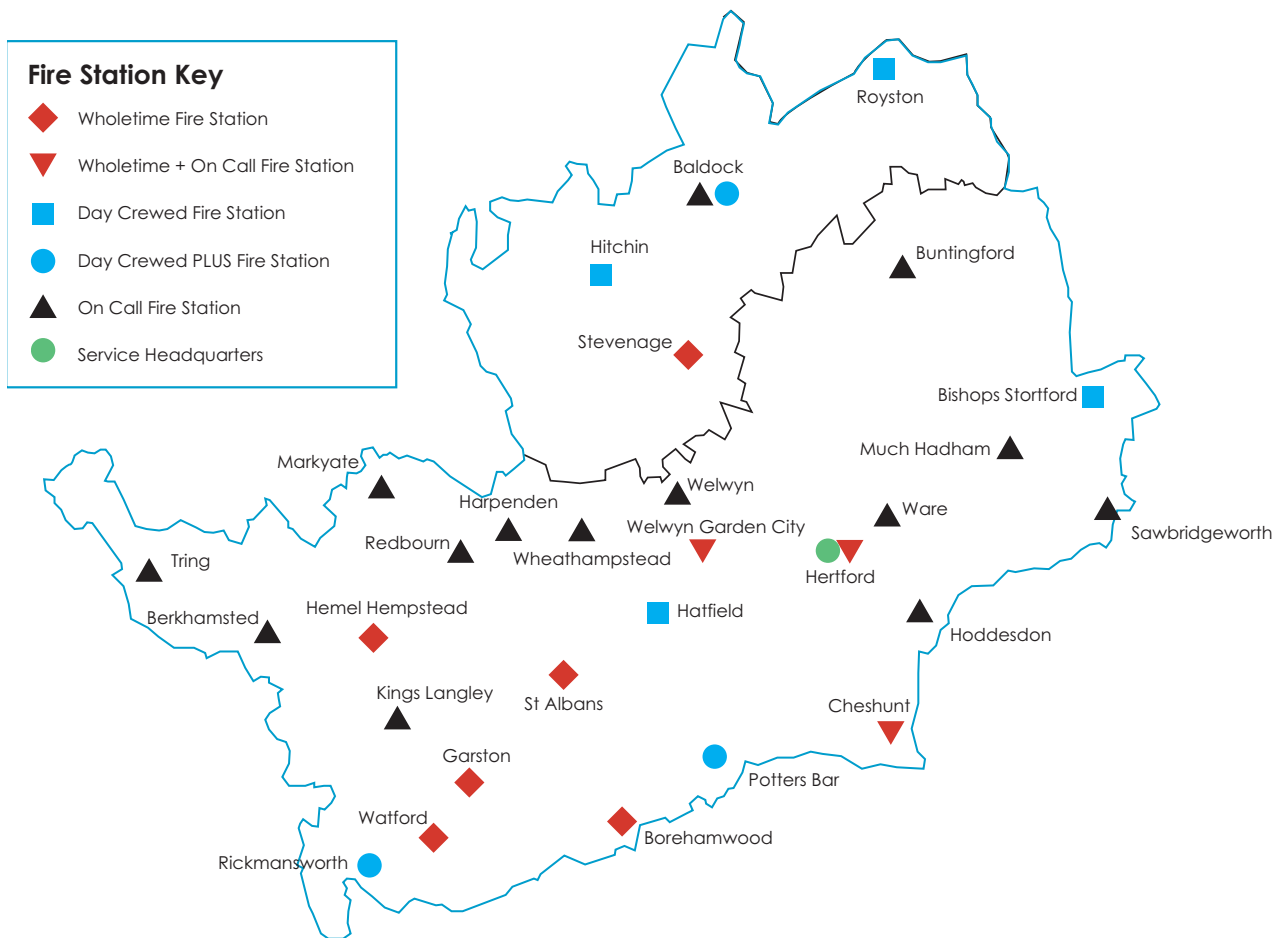 Fire Station Key
Wholetime Fire Station
Wholetime + On Call Fire Station
Day Crewed Fire Station
Day Crewed PLUS Fire Station
On Call Fire Station
Service Headquarters
Royston
Baldock
Hitchin
Buntingford
Stevenage
Bishops Stortford
Much Hadham
Markyate
Welwyn
Harpenden
Ware
Welwyn Garden City
Sawbridgeworth
Redbourn
Wheathampstead
Tring
Hertford
Hemel Hempstead
Hatfield
Berkhamsted
Hoddesdon
Kings Langley
St Albans
Cheshunt
Garston
Potters Bar
Watford
Borehamwood
Rickmansworth